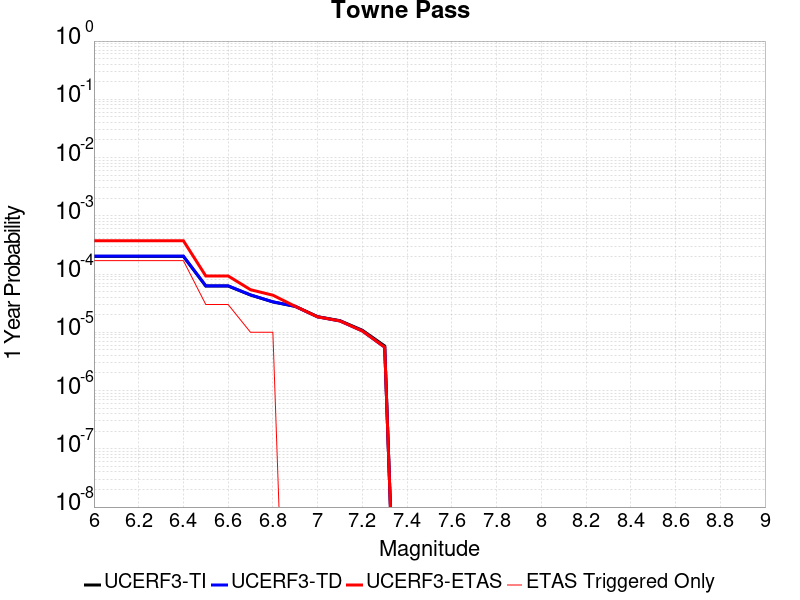 Towne Pass
1 Year Probability
10^0
10^-1
10^-2
10^-3
10^-4
10^-5
10^-6
10^-7
10^-8
6 6.2 6.4 6.6 6.8 7 7.2 7.4 7.6 7.8 8 8.2 8.4 8.6 8.8 9
Magnitude
UCERF3-TI UCERF3-TD UCERF3-ETAS ETAS Triggered Only